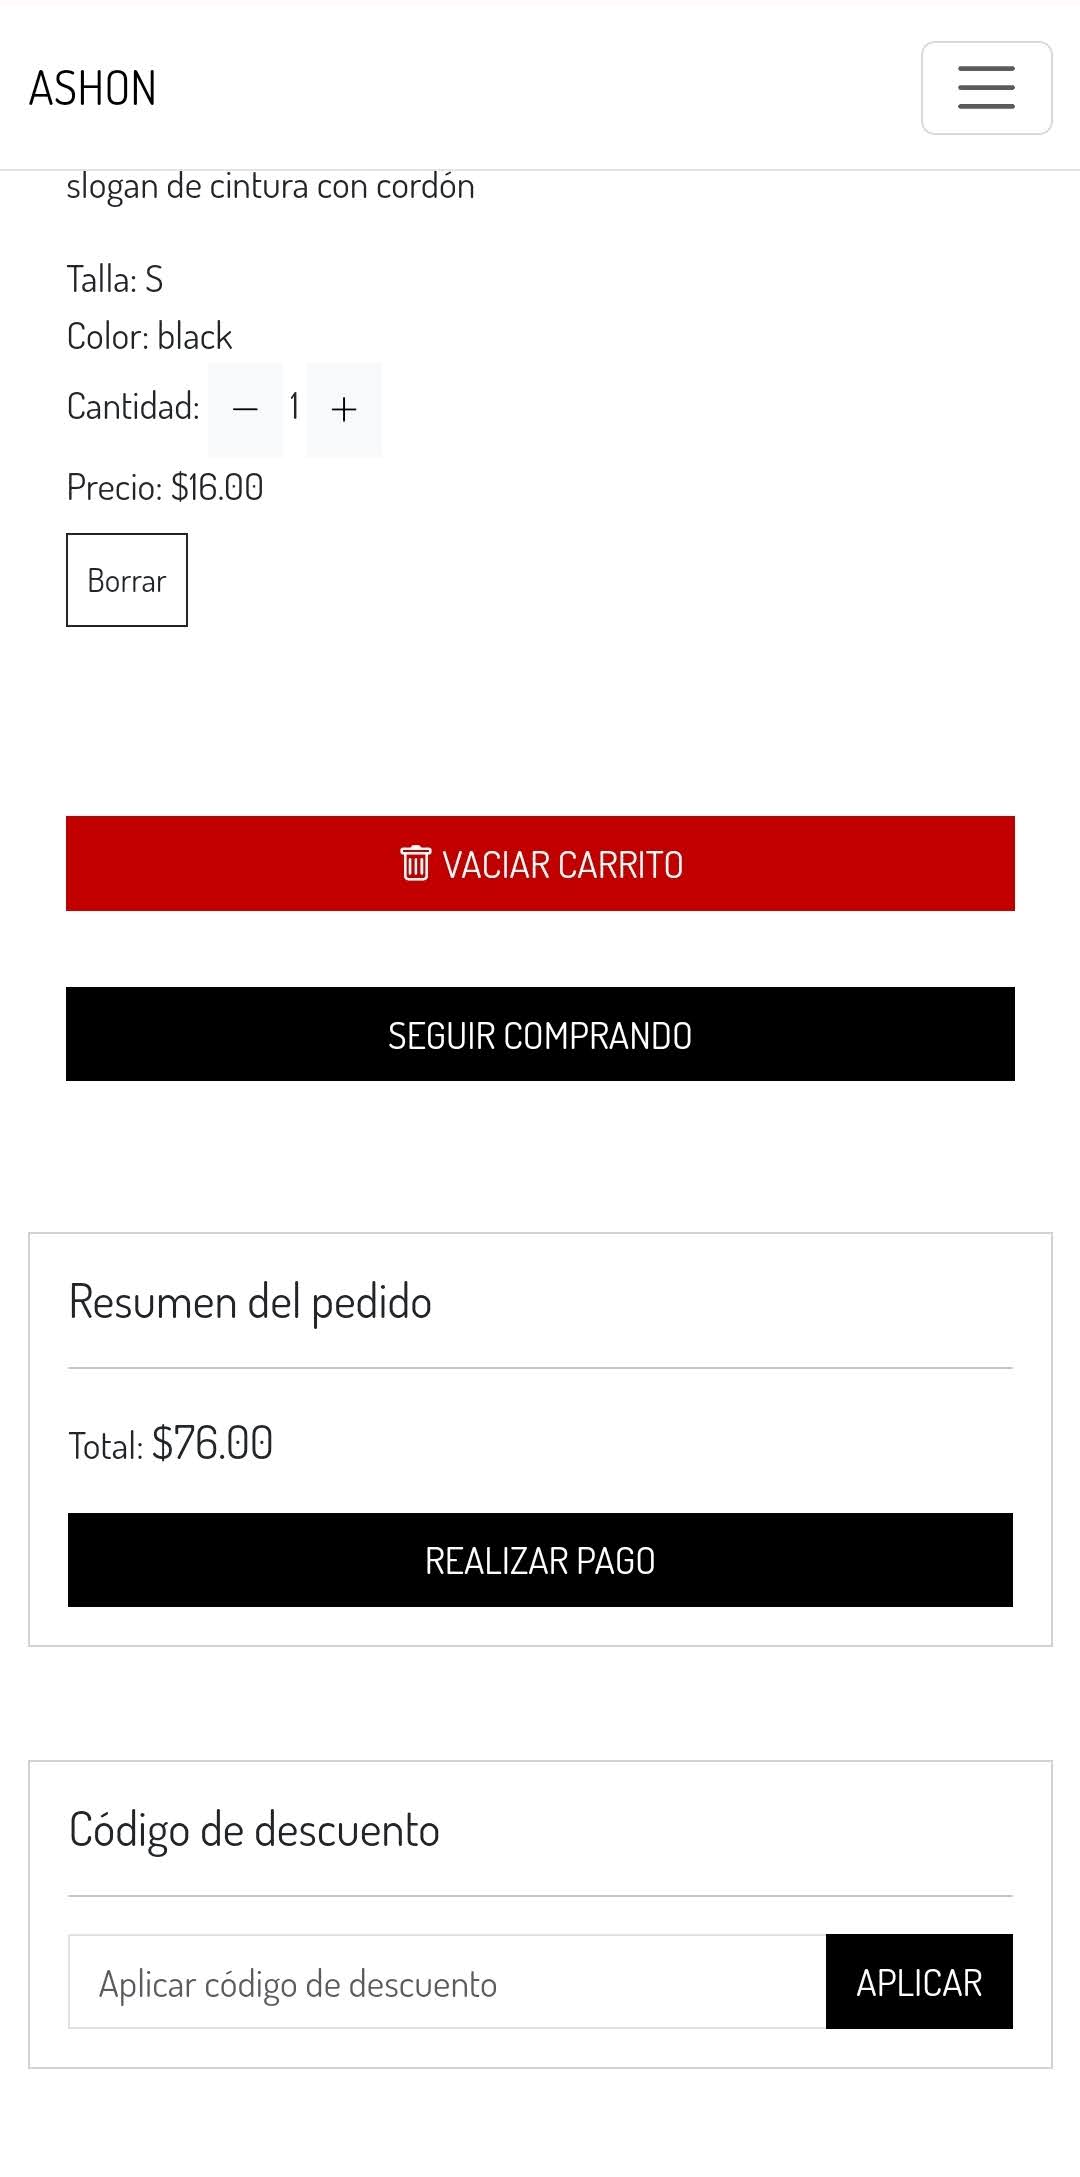 ASHON
slogan de cintura con cordón
Talla: S
Color: black
Cantidad: − 1 +
Precio: $16.00
Borrar
VACIAR CARRITO
SEGUIR COMPRANDO
Resumen del pedido
Total: $76.00
REALIZAR PAGO
Código de descuento
Aplicar código de descuento APLICAR